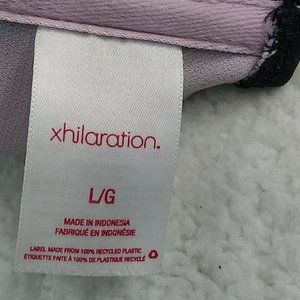 xhilaration.
L/G
MADE IN INDONESIA
FABRIQUÉ EN INDONÉSIE
LABEL MADE FROM 100% RECYCLED PLASTIC
ÉTIQUETTE FAITE À 100% DE PLASTIQUE RECYCLÉ